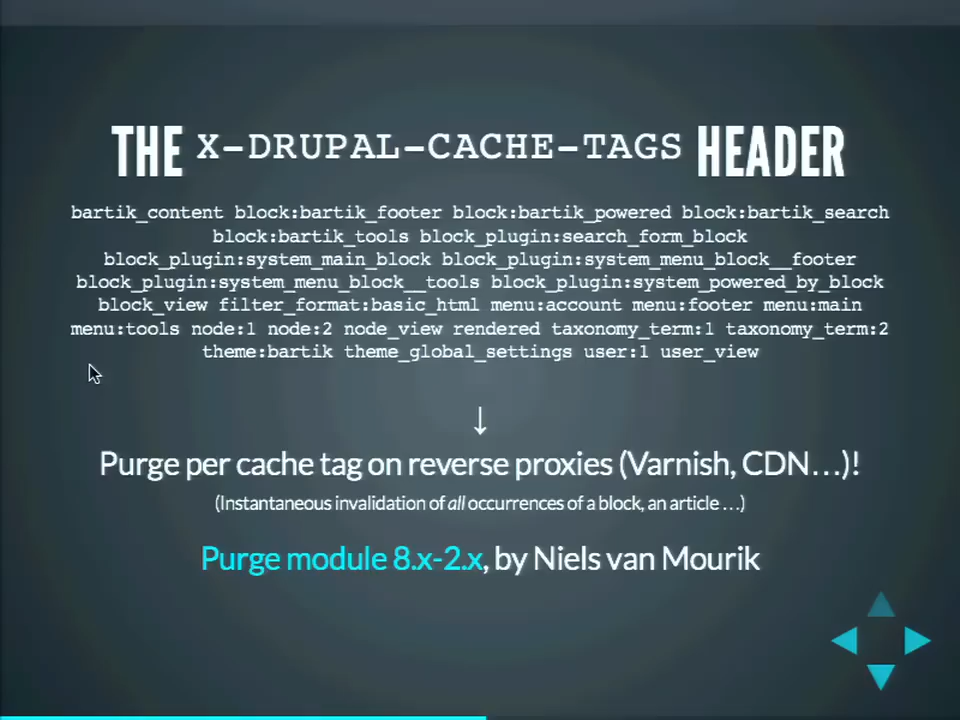 THE X-DRUPAL-CACHE-TAGS HEADER
bartik_content block:bartik_footer block:bartik_powered block:bartik_search
block:bartik_tools block_plugin:search_form_block
block_plugin:system_main_block block_plugin:system_menu_block__footer
block_plugin:system_menu_block__tools block_plugin:system_powered_by_block
block_view filter_format:basic_html menu:account menu:footer menu:main
menu:tools node:1 node:2 node_view rendered taxonomy_term:1 taxonomy_term:2
theme:bartik theme_global_settings user:1 user_view
↓
Purge per cache tag on reverse proxies (Varnish, CDN…)!
(Instantaneous invalidation of all occurrences of a block, an article …)
Purge module 8.x-2.x, by Niels van Mourik